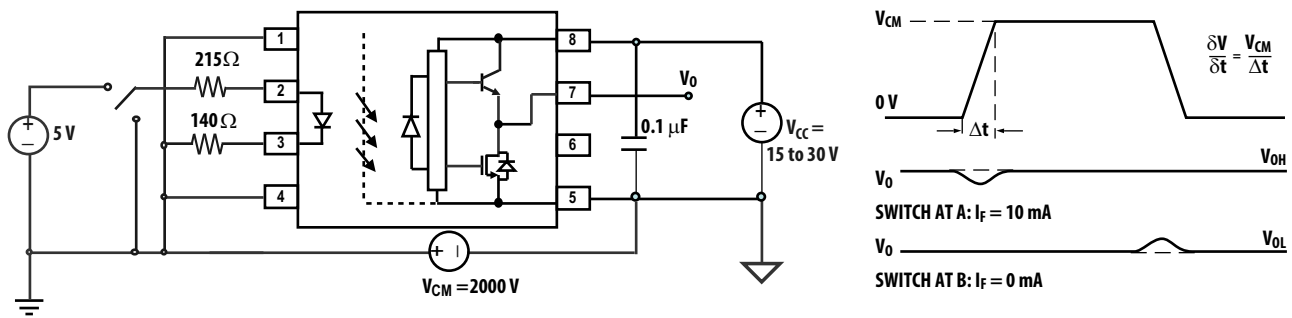 1
8
215Ω
2
7
V_O
140Ω
5 V
3
6
0.1 µF
V_CC =
15 to 30 V
4
5
V_CM =2000 V
V_CM
δV/δt = V_CM/Δt
0 V
Δt
V_O
V_OH
SWITCH AT A: I_F = 10 mA
V_O
V_OL
SWITCH AT B: I_F = 0 mA